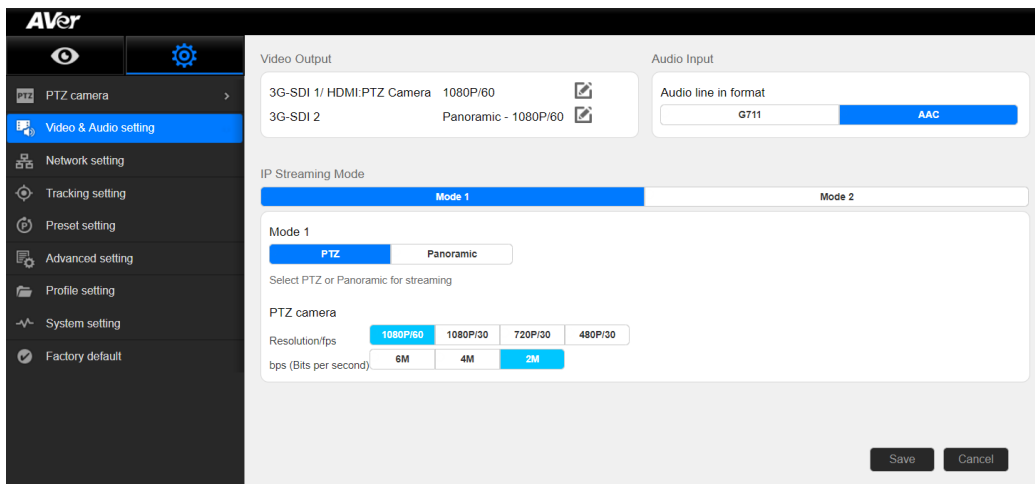 AVer
PTZ PTZ camera >
Video & Audio setting
Network setting
Tracking setting
P Preset setting
Advanced setting
Profile setting
System setting
Factory default
Video Output
3G-SDI 1/ HDMI:PTZ Camera 1080P/60
3G-SDI 2 Panoramic - 1080P/60
Audio Input
Audio line in format
G711 AAC
IP Streaming Mode
Mode 1 Mode 2
Mode 1
PTZ Panoramic
Select PTZ or Panoramic for streaming
PTZ camera
Resolution/fps 1080P/60 1080P/30 720P/30 480P/30
bps (Bits per second) 6M 4M 2M
Save Cancel